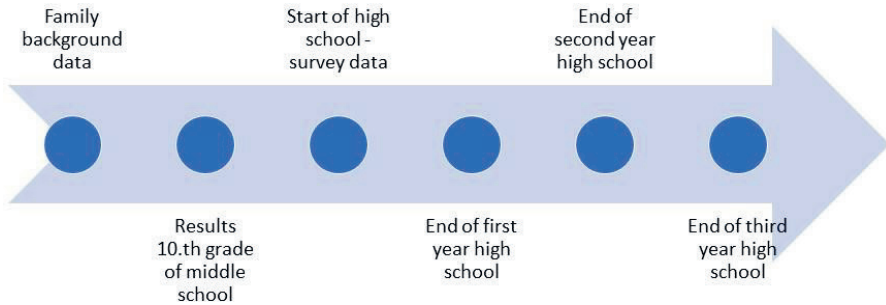 Family
background
data
Results
10.th grade
of middle
school
Start of high
school -
survey data
End of first
year high
school
End of
second year
high school
End of third
year high
school